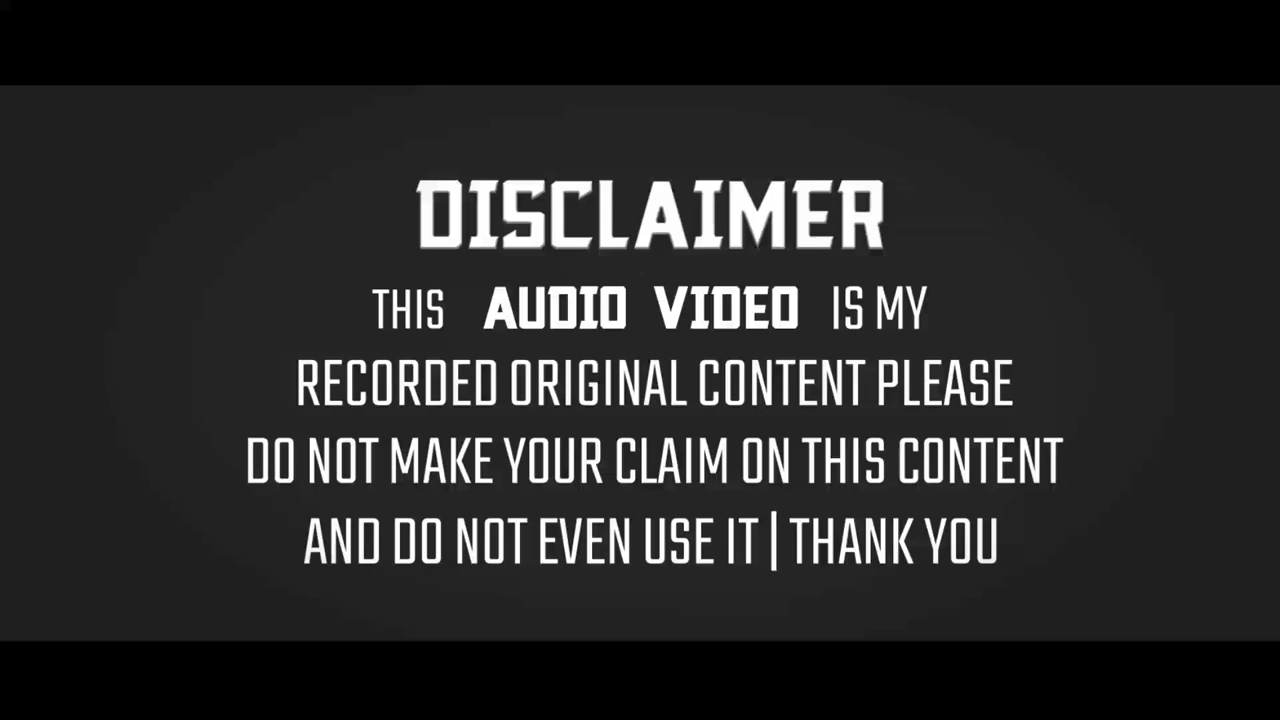 DISCLAIMER
THIS AUDIO VIDEO IS MY
RECORDED ORIGINAL CONTENT PLEASE
DO NOT MAKE YOUR CLAIM ON THIS CONTENT
AND DO NOT EVEN USE IT | THANK YOU